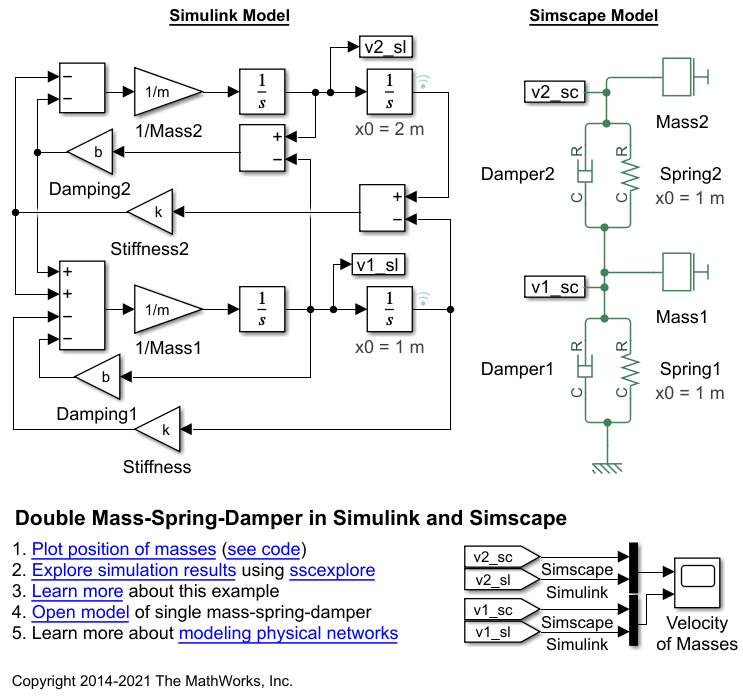 Simulink Model
Simscape Model
v2_sl
−
−
1/m
1/Mass2
1
s
1
s
x0 = 2 m
+
−
b
Damping2
k
Stiffness2
+
−
v1_sl
+
+
−
−
1/m
1/Mass1
1
s
1
s
x0 = 1 m
b
Damping1
k
Stiffness
v2_sc
Mass2
Damper2
R
C
R
C
Spring2
x0 = 1 m
v1_sc
Mass1
Damper1
R
C
R
C
Spring1
x0 = 1 m
Double Mass-Spring-Damper in Simulink and Simscape
1. Plot position of masses (see code)
2. Explore simulation results using sscexplore
3. Learn more about this example
4. Open model of single mass-spring-damper
5. Learn more about modeling physical networks
v2_sc
Simscape
v2_sl
Simulink
v1_sc
Simscape
v1_sl
Simulink
Velocity
of Masses
Copyright 2014-2021 The MathWorks, Inc.